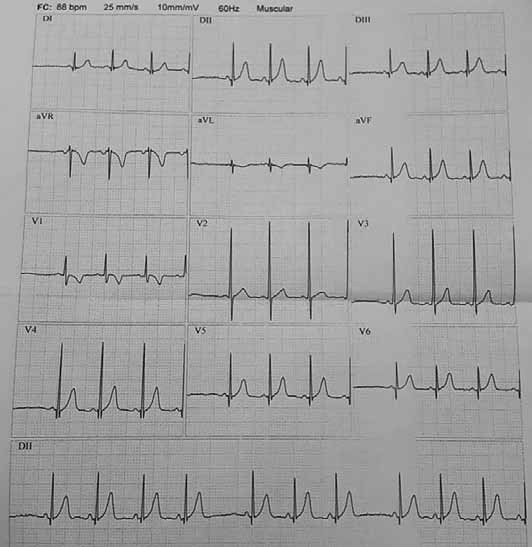 FC: 88 bpm 25 mm/s 10mm/mV 60Hz Muscular
DI DII DIII
aVR aVL aVF
V1 V2 V3
V4 V5 V6
DII